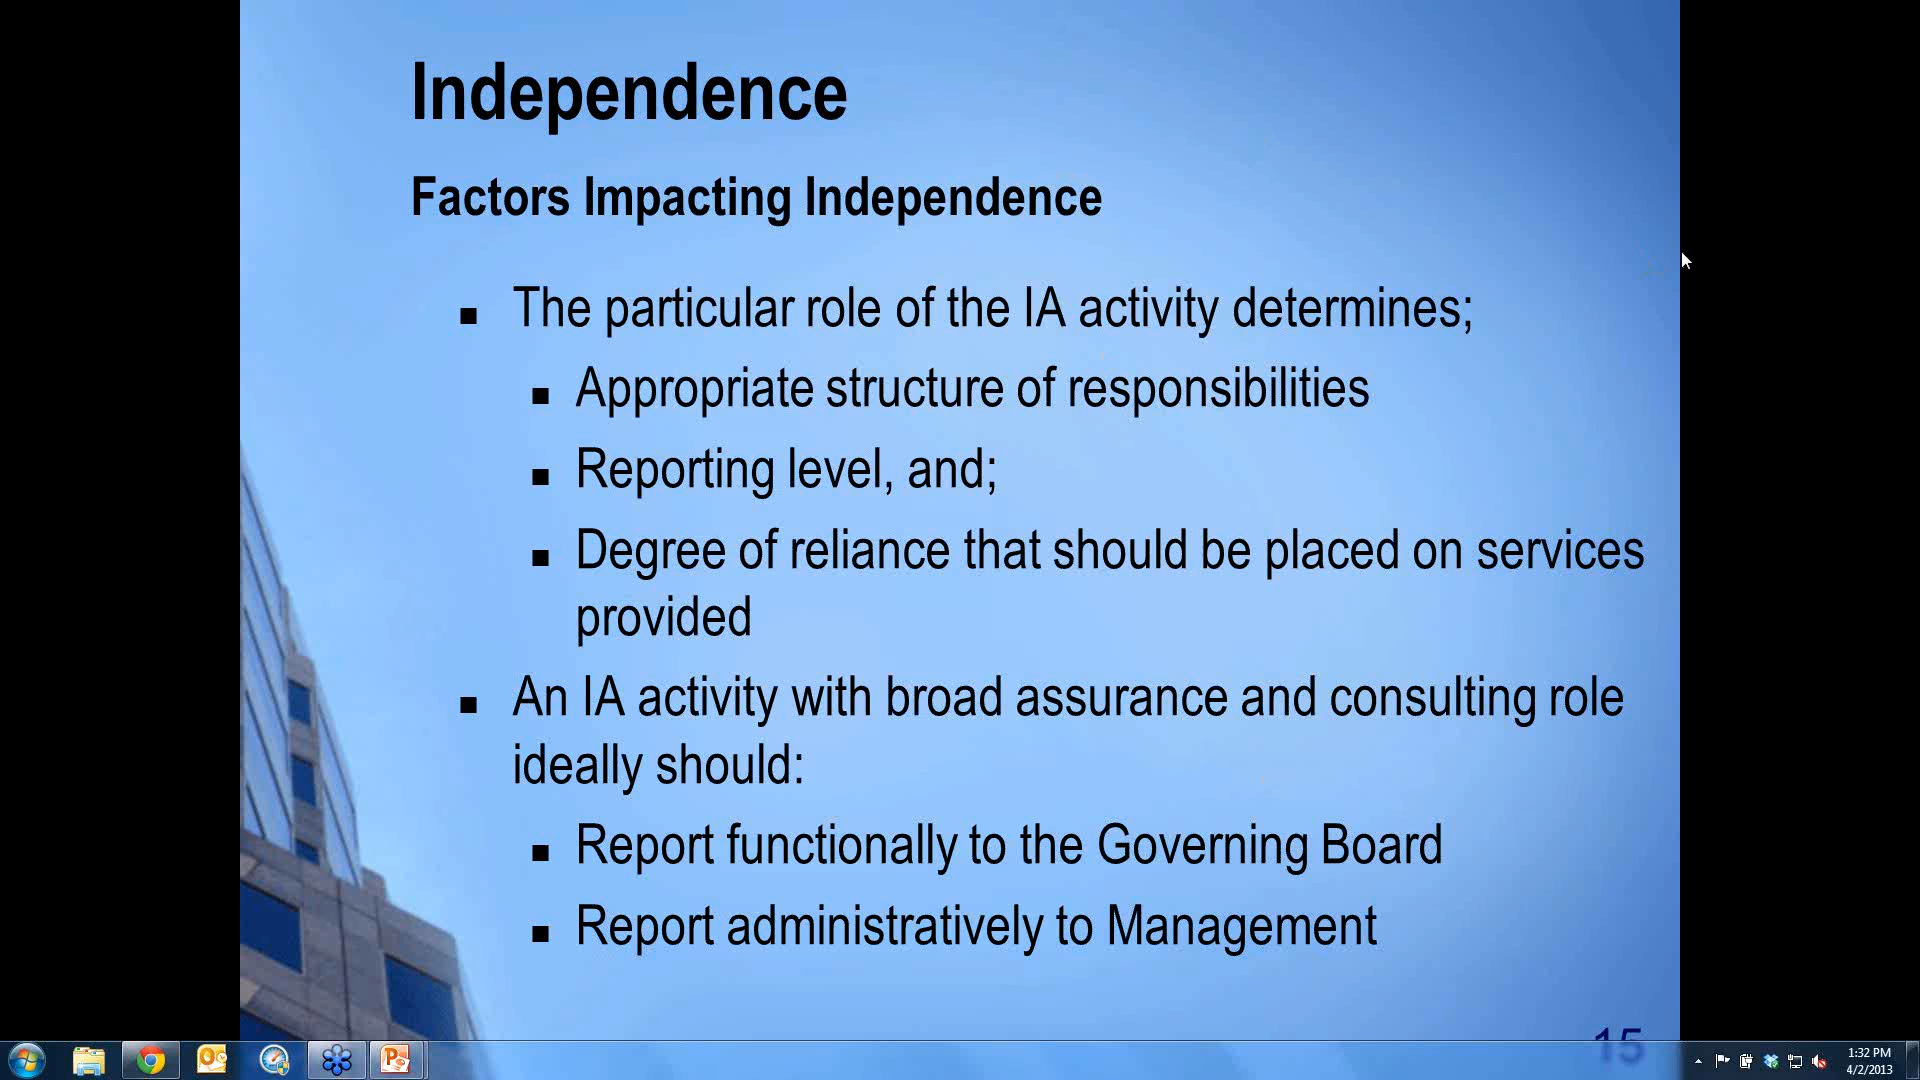 Independence
Factors Impacting Independence
The particular role of the IA activity determines;
Appropriate structure of responsibilities
Reporting level, and;
Degree of reliance that should be placed on services
provided
An IA activity with broad assurance and consulting role
ideally should:
Report functionally to the Governing Board
Report administratively to Management
15
1:32 PM
4/2/2013